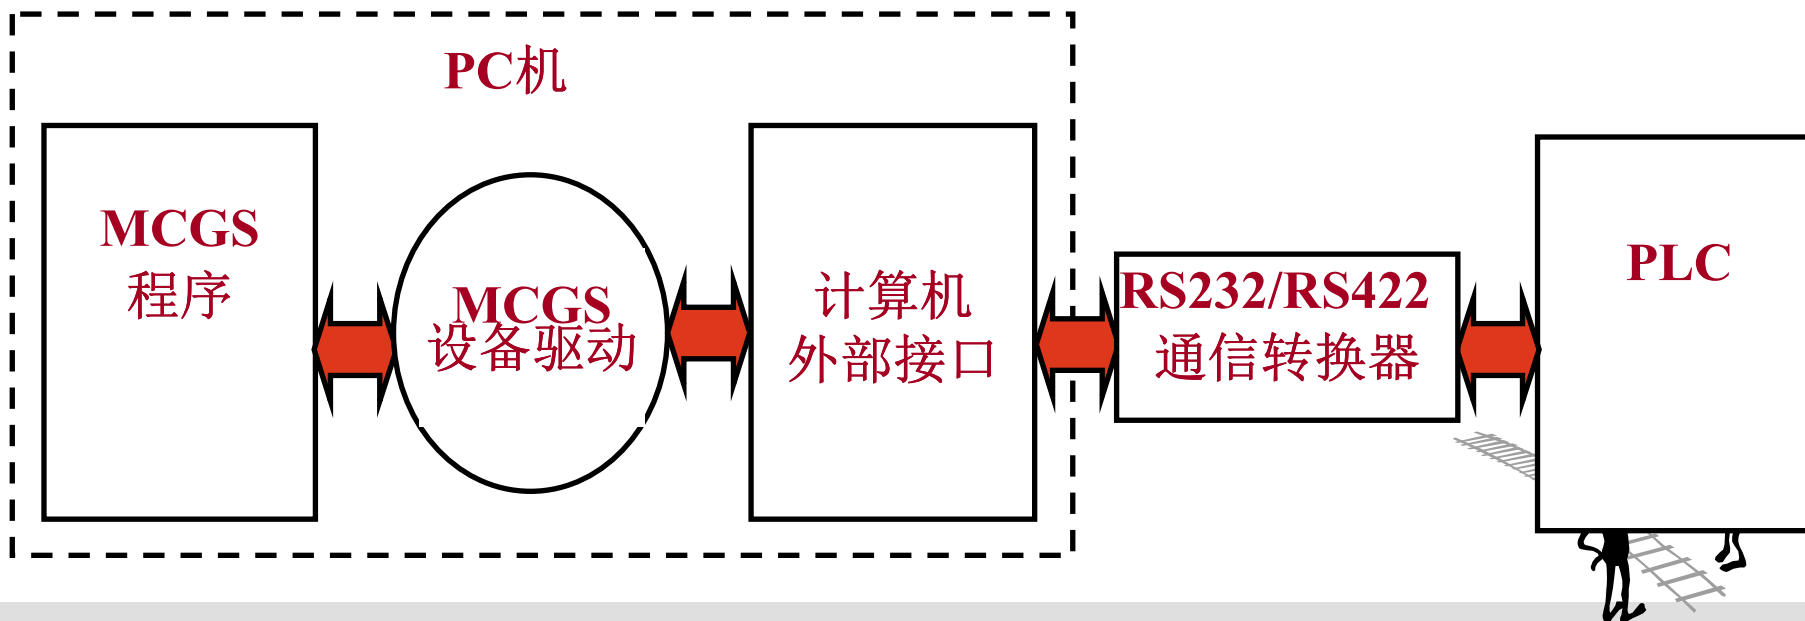 PC机
MCGS
程序
MCGS
设备驱动
计算机
外部接口
RS232/RS422
通信转换器
PLC